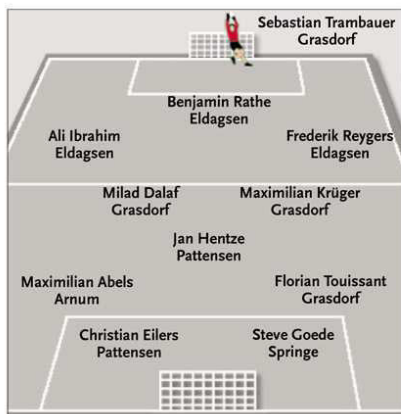 Sebastian Trambauer
Grasdorf
Benjamin Rathe
Eldagsen
Ali Ibrahim
Eldagsen
Frederik Reygers
Eldagsen
Milad Dalaf
Grasdorf
Maximilian Krüger
Grasdorf
Jan Hentze
Pattensen
Maximilian Abels
Arnum
Florian Touissant
Grasdorf
Christian Eilers
Pattensen
Steve Goede
Springe